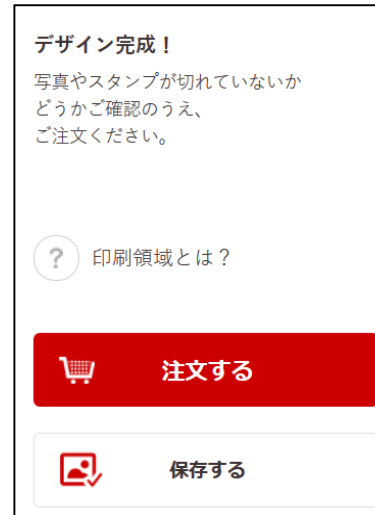 デザイン完成！
写真やスタンプが切れていないか
どうかご確認のうえ、
ご注文ください。
? 印刷領域とは？
注文する
保存する